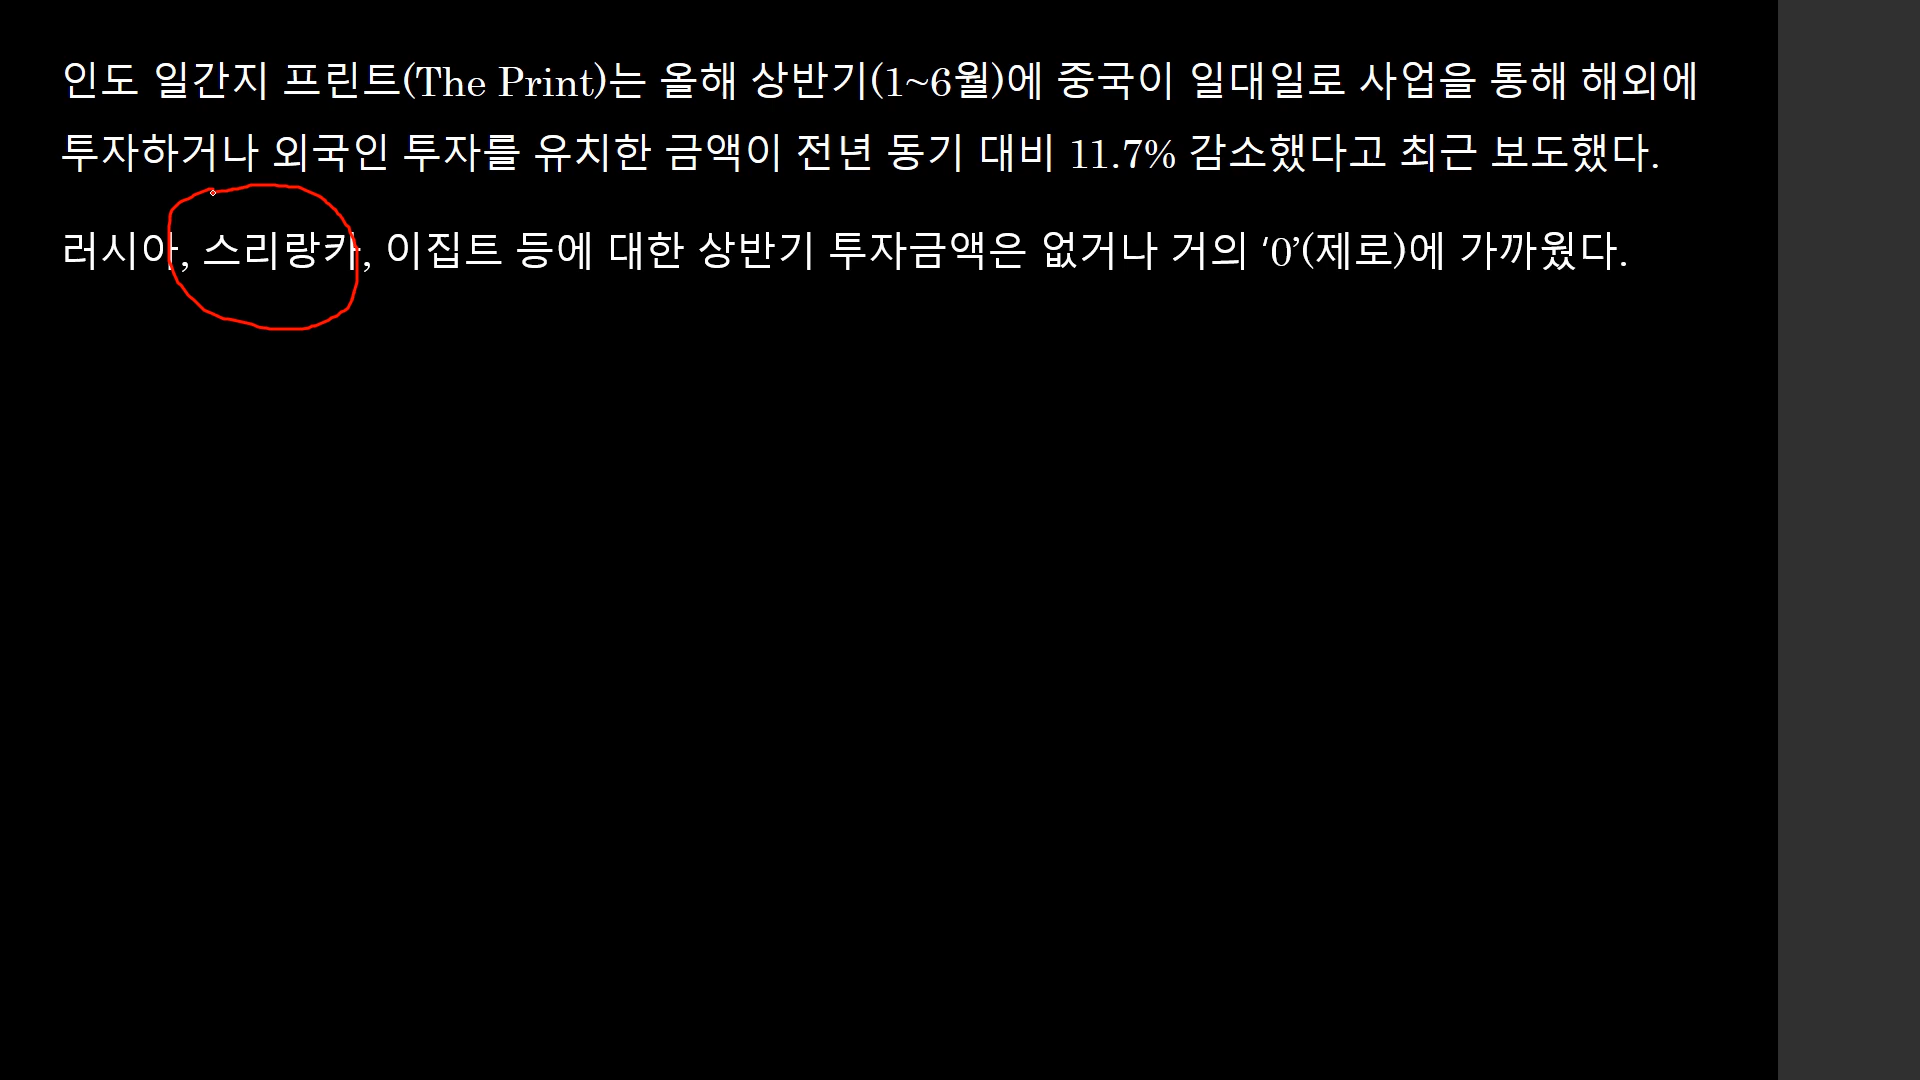 인도 일간지 프린트(The Print)는 올해 상반기(1~6월)에 중국이 일대일로 사업을 통해 해외에
투자하거나 외국인 투자를 유치한 금액이 전년 동기 대비 11.7% 감소했다고 최근 보도했다.
러시아, 스리랑카, 이집트 등에 대한 상반기 투자금액은 없거나 거의 ‘0’(제로)에 가까웠다.